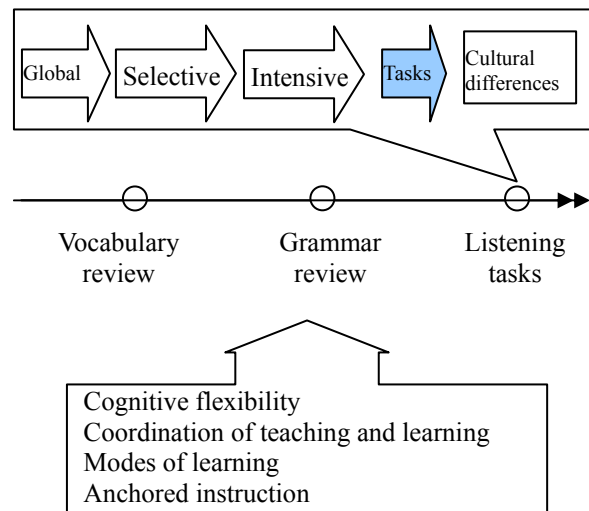 Global
Selective
Intensive
Tasks
Cultural
differences
Vocabulary
review
Grammar
review
Listening
tasks
Cognitive flexibility
Coordination of teaching and learning
Modes of learning
Anchored instruction